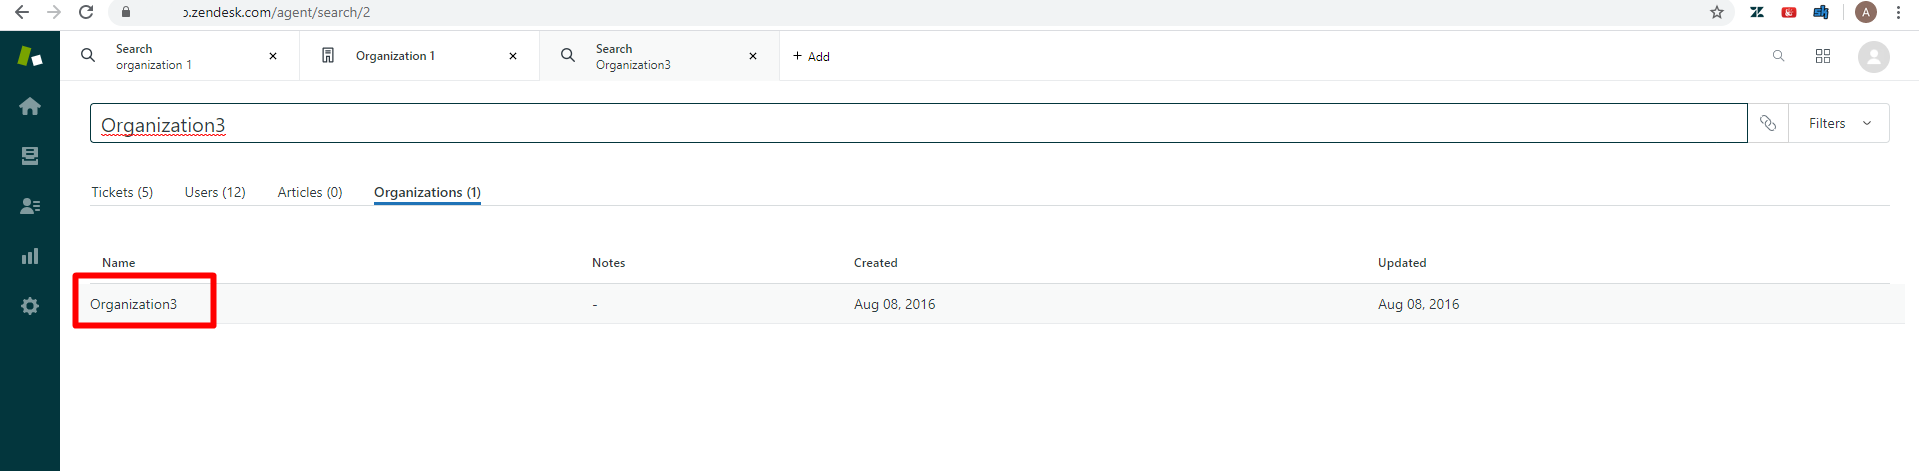 o.zendesk.com/agent/search/2
A
Search
organization 1
Organization 1
Search
Organization3
+ Add
Organization3
Filters
Tickets (5) Users (12) Articles (0) Organizations (1)
Name Notes Created Updated
Organization3 - Aug 08, 2016 Aug 08, 2016